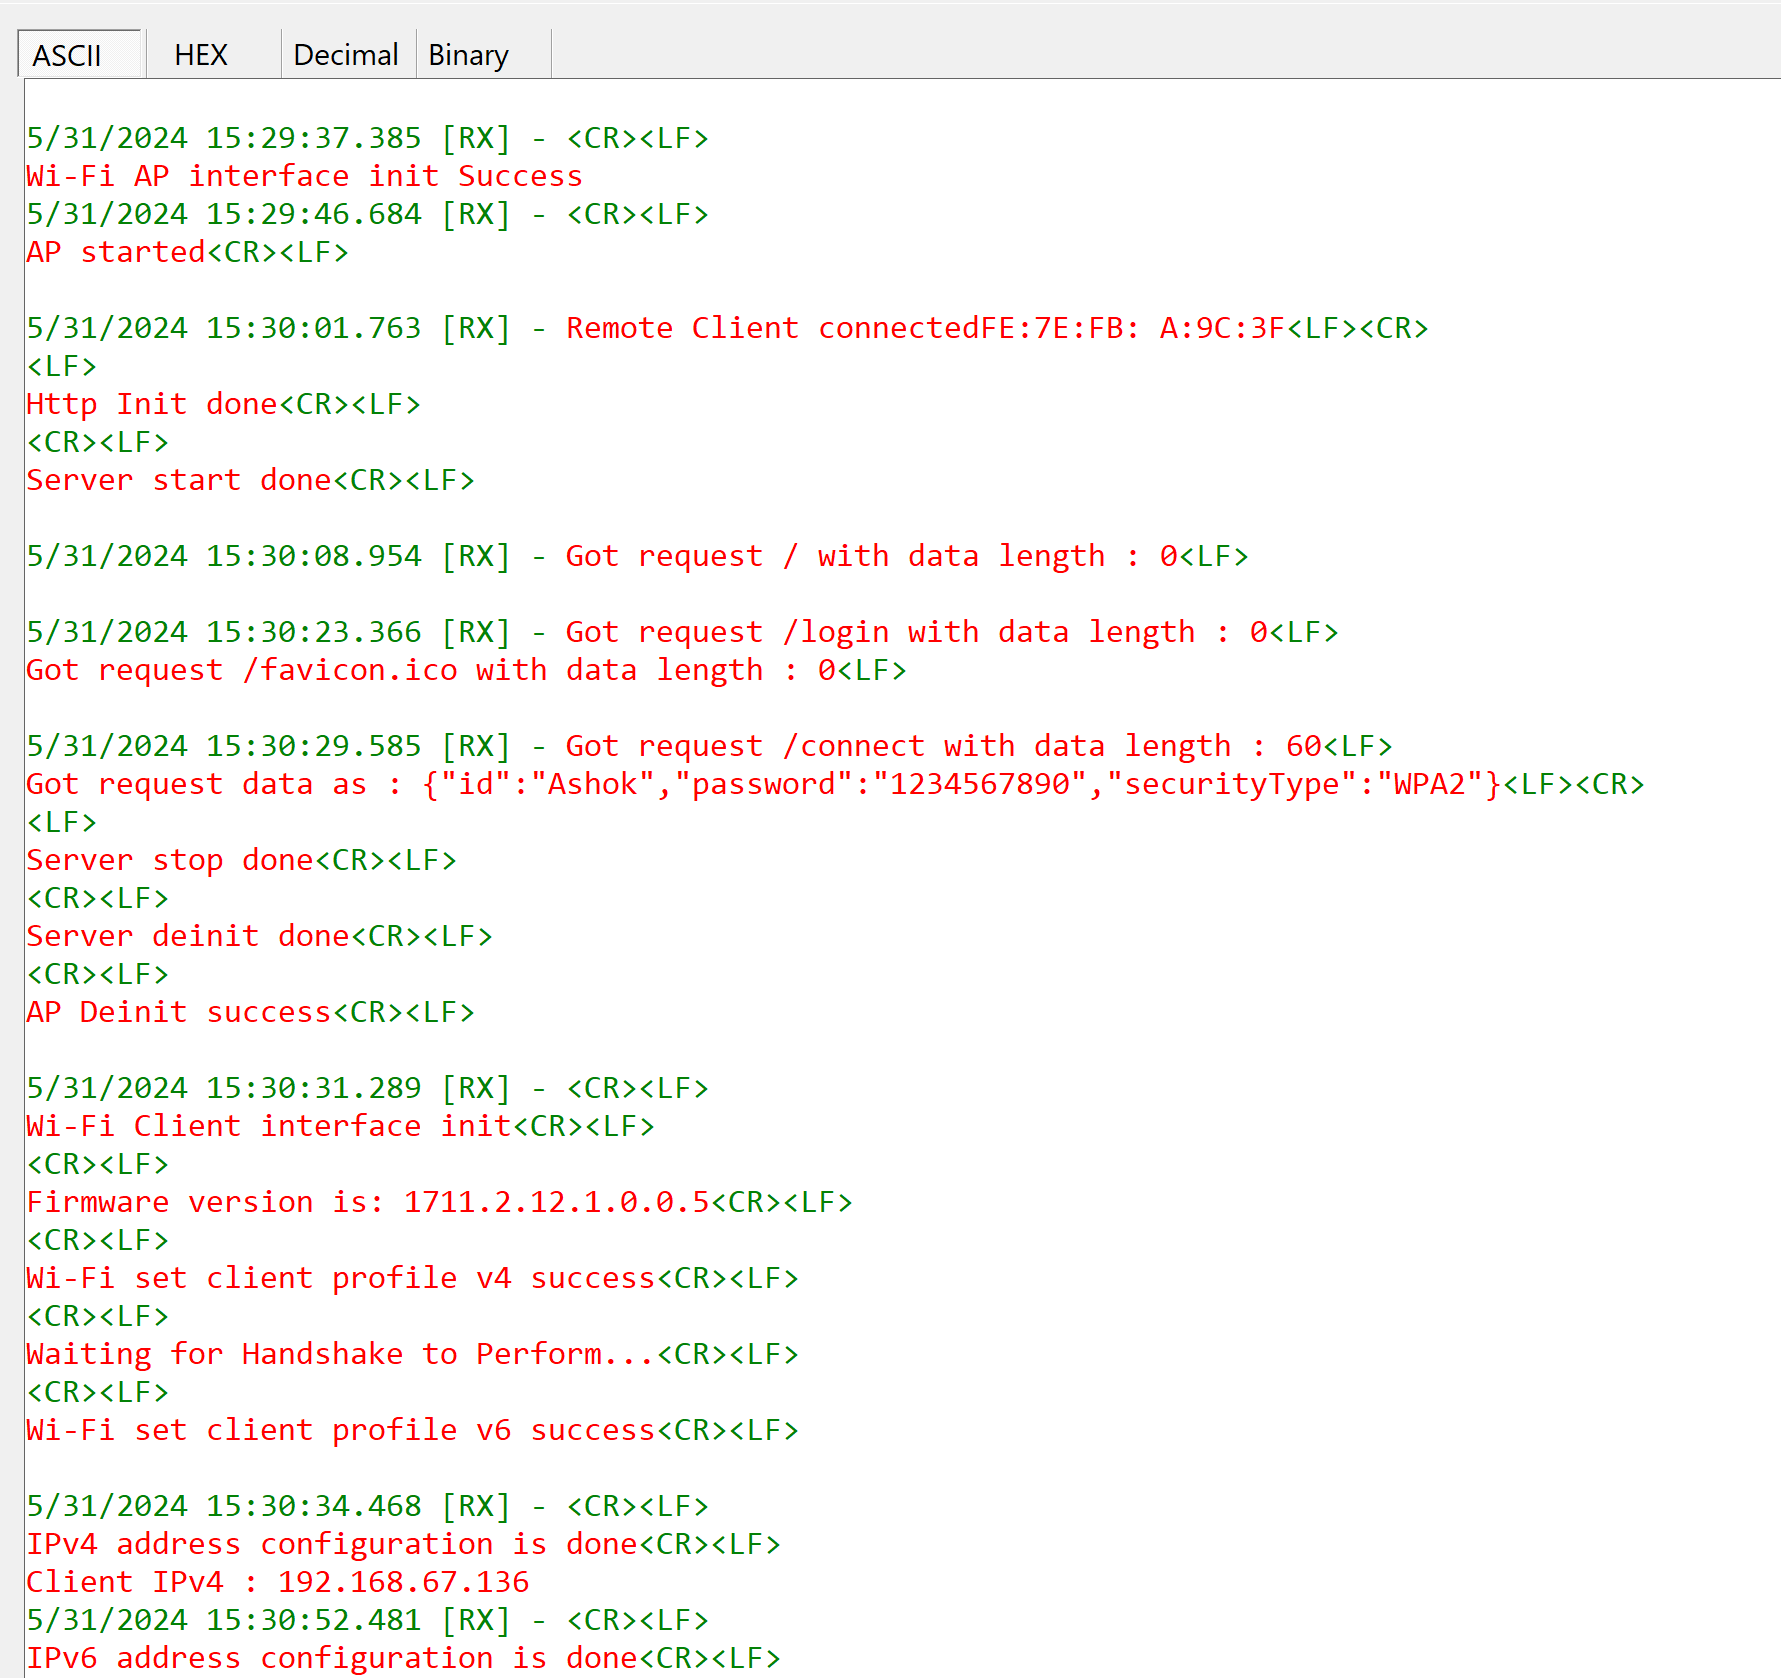 ASCII HEX Decimal Binary
5/31/2024 15:29:37.385 [RX] - <CR><LF>
Wi-Fi AP interface init Success
5/31/2024 15:29:46.684 [RX] - <CR><LF>
AP started<CR><LF>
5/31/2024 15:30:01.763 [RX] - Remote Client connectedFE:7E:FB: A:9C:3F<LF><CR>
<LF>
Http Init done<CR><LF>
<CR><LF>
Server start done<CR><LF>
5/31/2024 15:30:08.954 [RX] - Got request / with data length : 0<LF>
5/31/2024 15:30:23.366 [RX] - Got request /login with data length : 0<LF>
Got request /favicon.ico with data length : 0<LF>
5/31/2024 15:30:29.585 [RX] - Got request /connect with data length : 60<LF>
Got request data as : {"id":"Ashok","password":"1234567890","securityType":"WPA2"}<LF><CR>
<LF>
Server stop done<CR><LF>
<CR><LF>
Server deinit done<CR><LF>
<CR><LF>
AP Deinit success<CR><LF>
5/31/2024 15:30:31.289 [RX] - <CR><LF>
Wi-Fi Client interface init<CR><LF>
<CR><LF>
Firmware version is: 1711.2.12.1.0.0.5<CR><LF>
<CR><LF>
Wi-Fi set client profile v4 success<CR><LF>
<CR><LF>
Waiting for Handshake to Perform...<CR><LF>
<CR><LF>
Wi-Fi set client profile v6 success<CR><LF>
5/31/2024 15:30:34.468 [RX] - <CR><LF>
IPv4 address configuration is done<CR><LF>
Client IPv4 : 192.168.67.136
5/31/2024 15:30:52.481 [RX] - <CR><LF>
IPv6 address configuration is done<CR><LF>